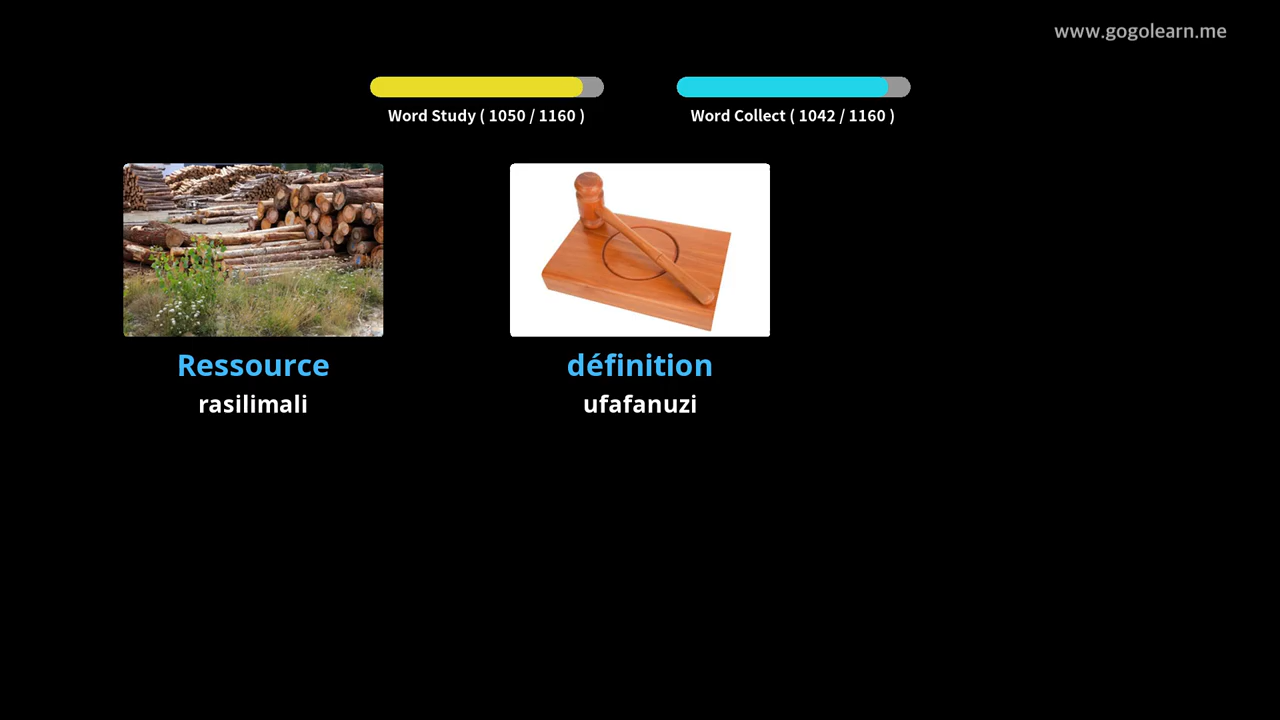 www.gogolearn.me
Word Study ( 1050 / 1160 )
Word Collect ( 1042 / 1160 )
Ressource
rasilimali
définition
ufafanuzi